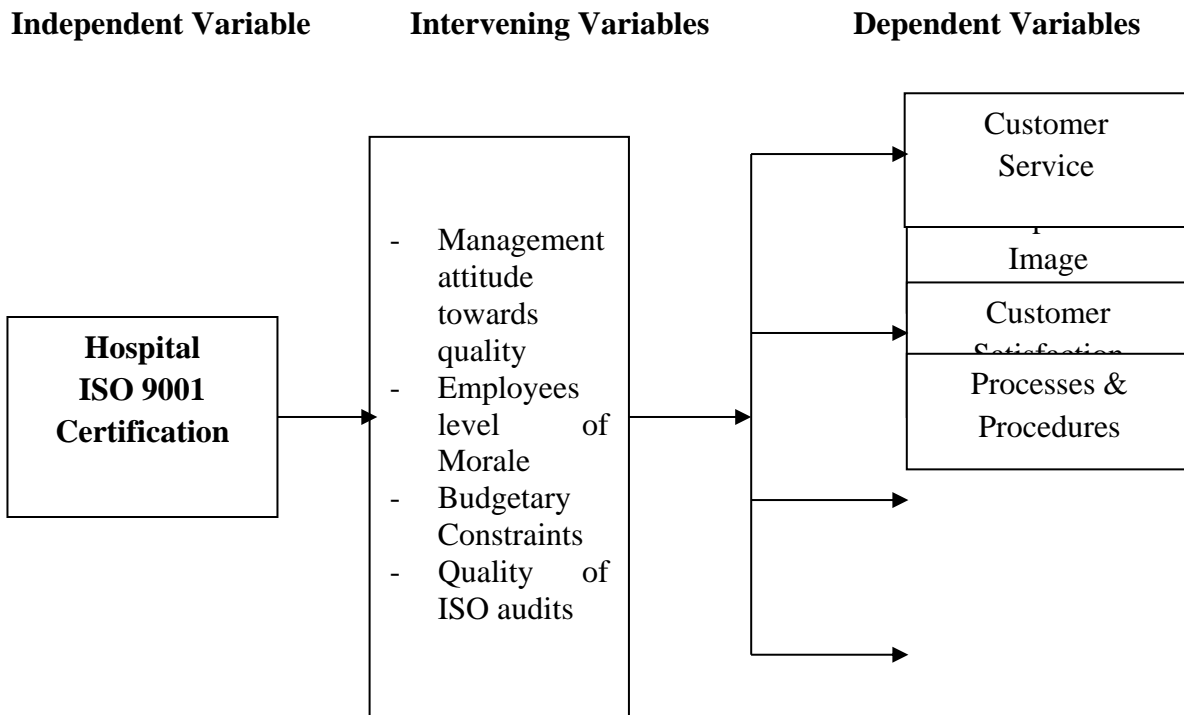 Independent Variable Intervening Variables Dependent Variables
Hospital
ISO 9001
Certification
- Management
attitude
towards
quality
- Employees
level of
Morale
- Budgetary
Constraints
- Quality of
ISO audits
Customer
Service
Image
Customer
Satisfaction
Processes &
Procedures